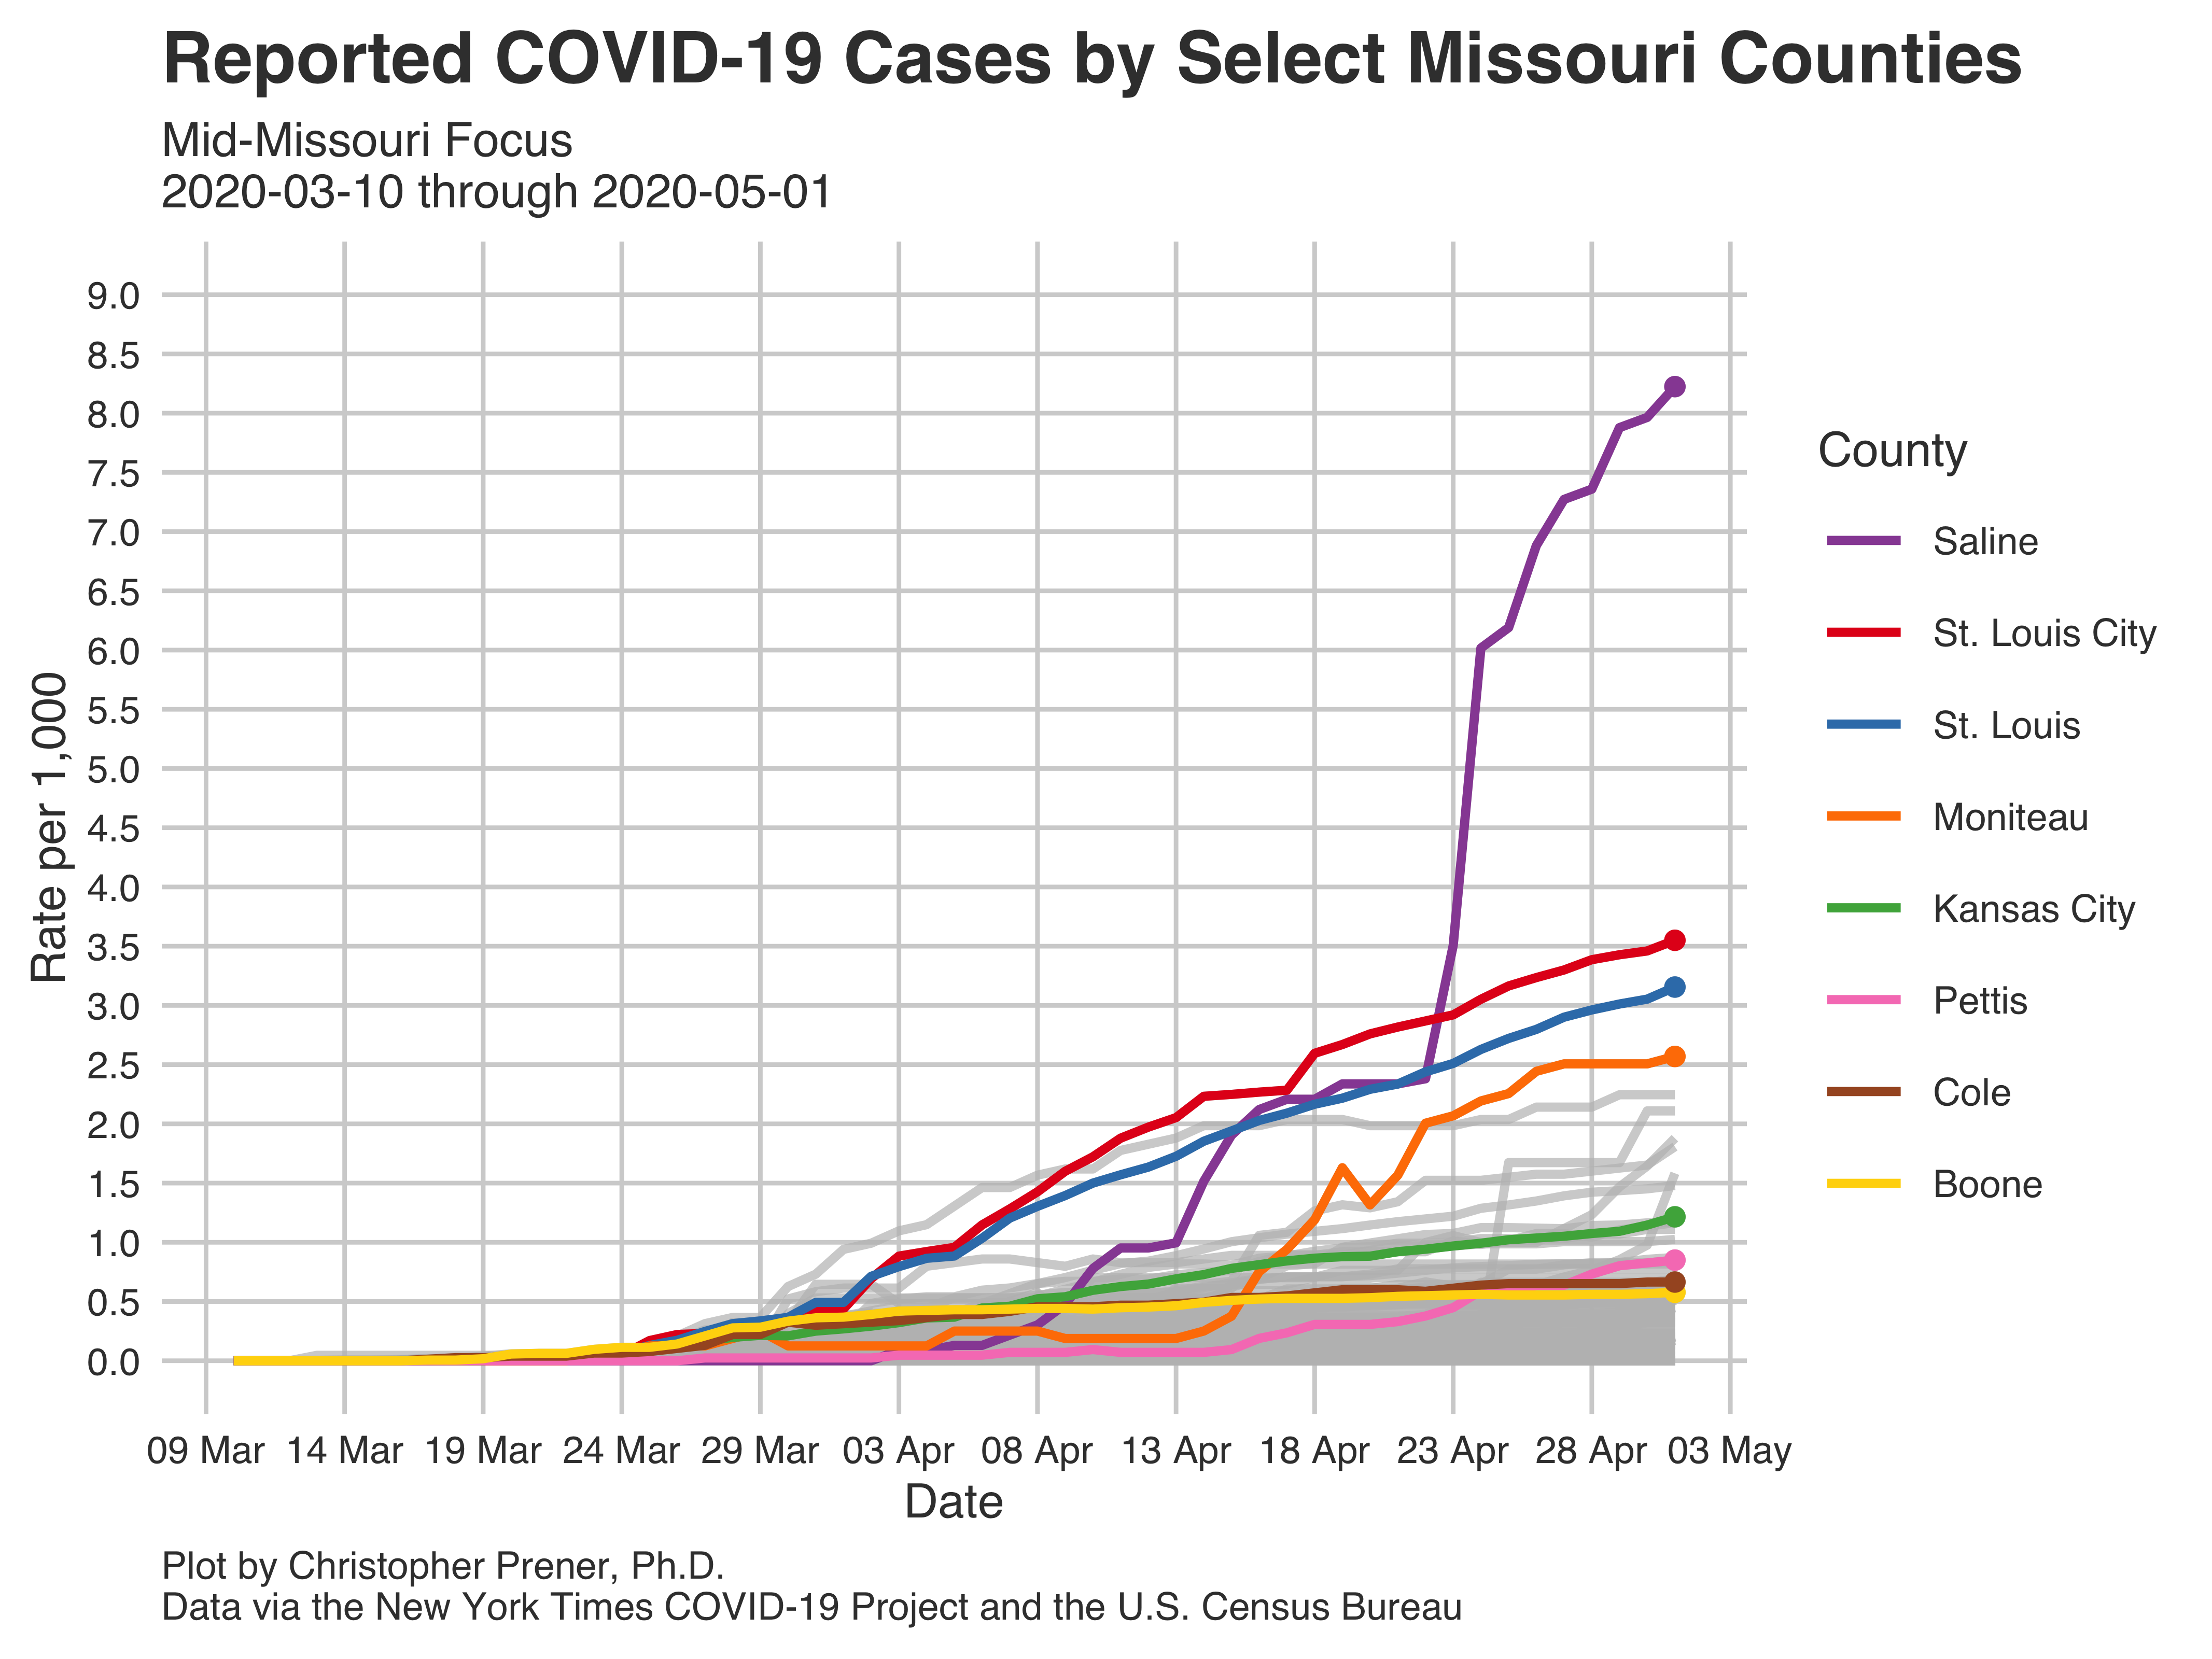 Reported COVID-19 Cases by Select Missouri Counties
Mid-Missouri Focus
2020-03-10 through 2020-05-01
Rate per 1,000
9.0
8.5
8.0
7.5
7.0
6.5
6.0
5.5
5.0
4.5
4.0
3.5
3.0
2.5
2.0
1.5
1.0
0.5
0.0
09 Mar 14 Mar 19 Mar 24 Mar 29 Mar 03 Apr 08 Apr 13 Apr 18 Apr 23 Apr 28 Apr 03 May
Date
County
Saline
St. Louis City
St. Louis
Moniteau
Kansas City
Pettis
Cole
Boone
Plot by Christopher Prener, Ph.D.
Data via the New York Times COVID-19 Project and the U.S. Census Bureau